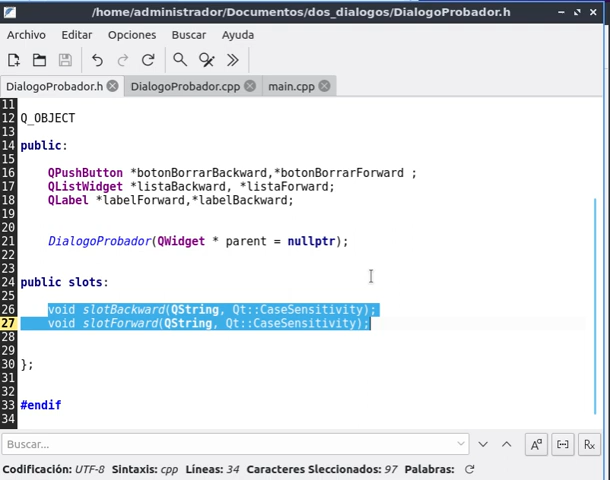 /home/administrador/Documentos/dos_dialogos/DialogoProbador.h
Archivo Editar Opciones Buscar Ayuda
DialogoProbador.h DialogoProbador.cpp main.cpp
11
12 Q_OBJECT
13
14 public:
15
16 QPushButton *botonBorrarBackward,*botonBorrarForward ;
17 QListWidget *listaBackward, *listaForward;
18 QLabel *labelForward,*labelBackward;
19
20
21 DialogoProbador(QWidget * parent = nullptr);
22
23
24 public slots:
25
26 void slotBackward(QString, Qt::CaseSensitivity);
27 void slotForward(QString, Qt::CaseSensitivity);
28
29
30 };
31
32
33 #endif
34
Buscar... Aª Rx
Codificación: UTF-8 Sintaxis: cpp Líneas: 34 Caracteres Sleccionados: 97 Palabras: